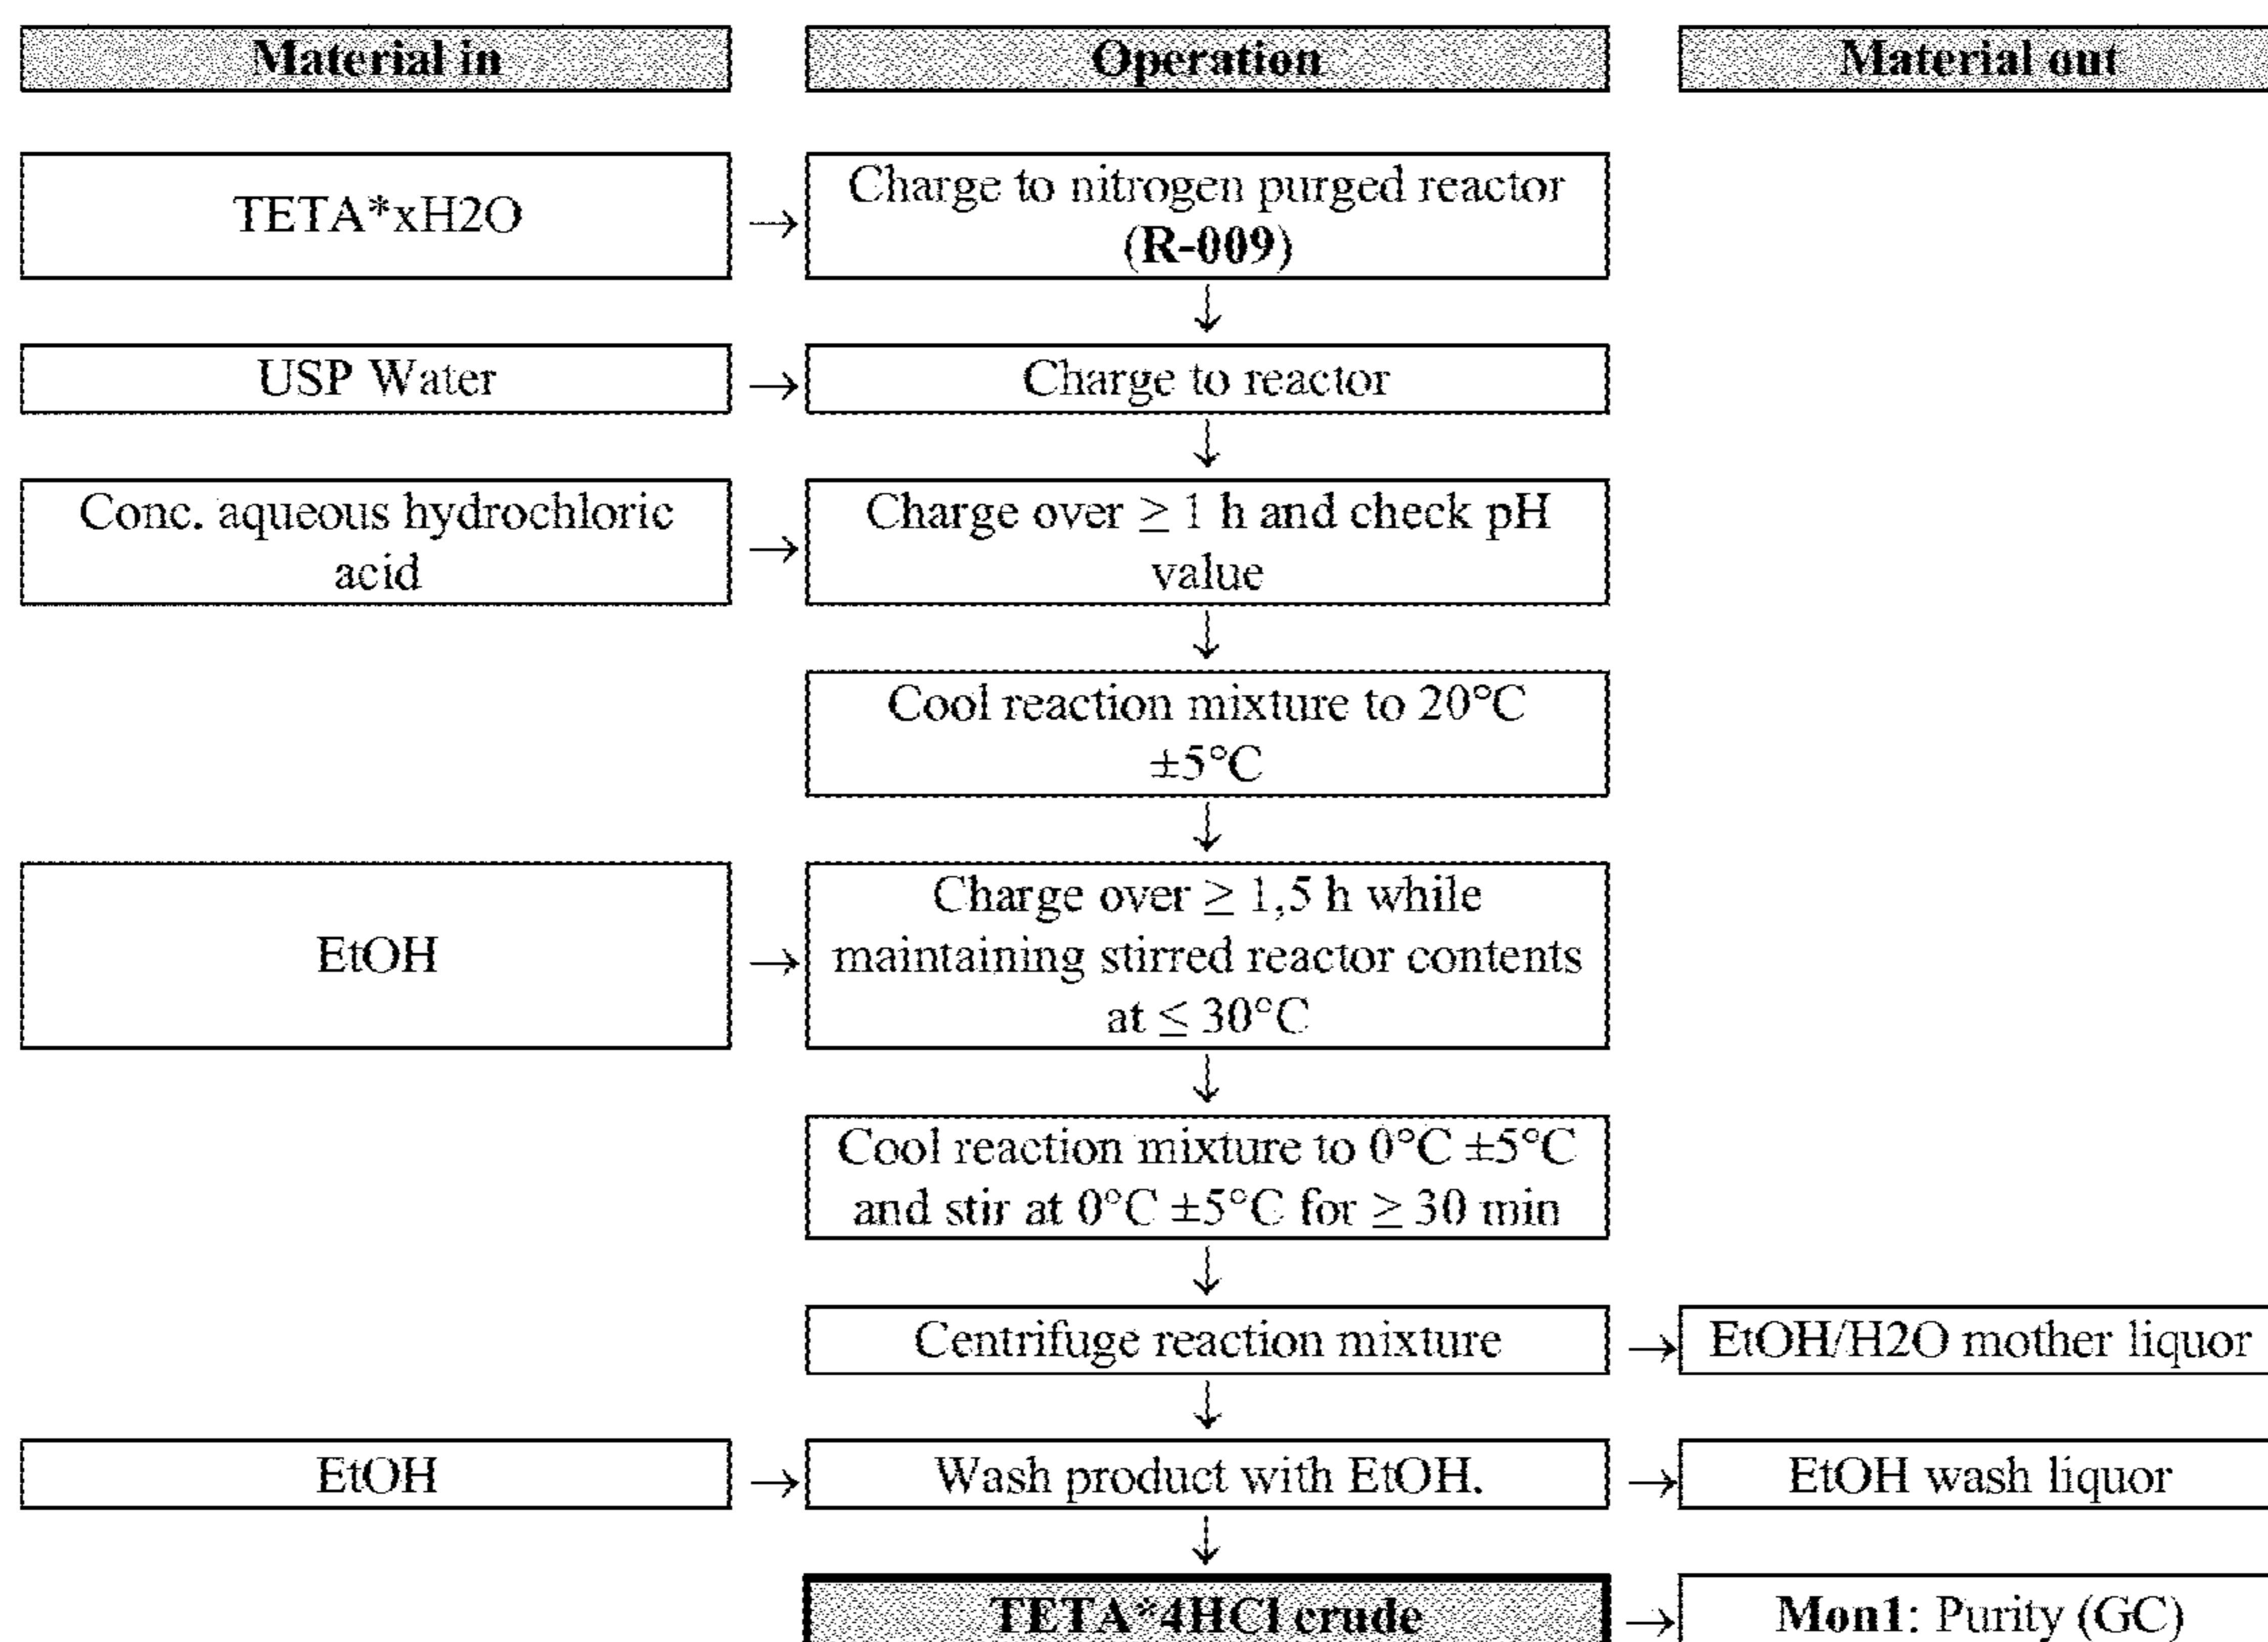 Material in
Operation
Material out
TETA*xH2O
→
Charge to nitrogen purged reactor
(R-009)
↓
USP Water
→
Charge to reactor
↓
Conc. aqueous hydrochloric
acid
→
Charge over ≥ 1 h and check pH
value
↓
Cool reaction mixture to 20°C
±5°C
↓
EtOH
→
Charge over ≥ 1,5 h while
maintaining stirred reactor contents
at ≤ 30°C
↓
Cool reaction mixture to 0°C ±5°C
and stir at 0°C ±5°C for ≥ 30 min
↓
Centrifuge reaction mixture
→
EtOH/H2O mother liquor
↓
EtOH
→
Wash product with EtOH.
→
EtOH wash liquor
↓
TETA*4HCl crude
→
Mon1: Purity (GC)